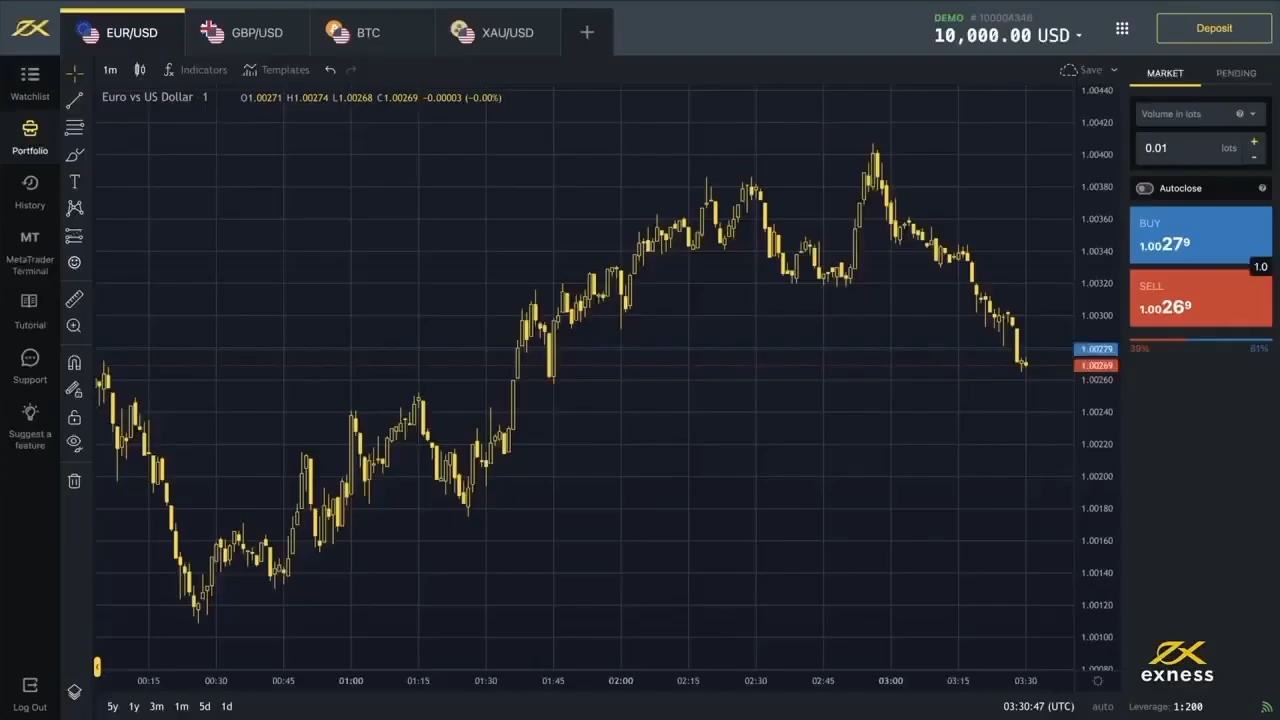 EUR/USD
GBP/USD
BTC
XAU/USD
+
DEMO # 100004346
10,000.00 USD
Deposit
Watchlist
Portfolio
History
MT
MetaTrader
Terminal
Tutorial
Support
Suggest a
feature
Log Out
1m
Indicators
Templates
Save
Euro vs US Dollar · 1
O1.00271 H1.00274 L1.00268 C1.00269 -0.00003 (-0.00%)
1.00440
1.00420
1.00400
1.00380
1.00360
1.00340
1.00320
1.00300
1.00279
1.00269
1.00260
1.00240
1.00220
1.00200
1.00180
1.00160
1.00140
1.00120
1.00100
1.00080
00:15 00:30 00:45 01:00 01:15 01:30 01:45 02:00 02:15 02:30 02:45 03:00 03:15 03:30
5y 1y 3m 1m 5d 1d
03:30:47 (UTC)
auto
MARKET
PENDING
Volume in lots
0.01
lots
+
-
Autoclose
BUY
1.00279
1.0
SELL
1.00269
39%
61%
exness
Leverage: 1:200